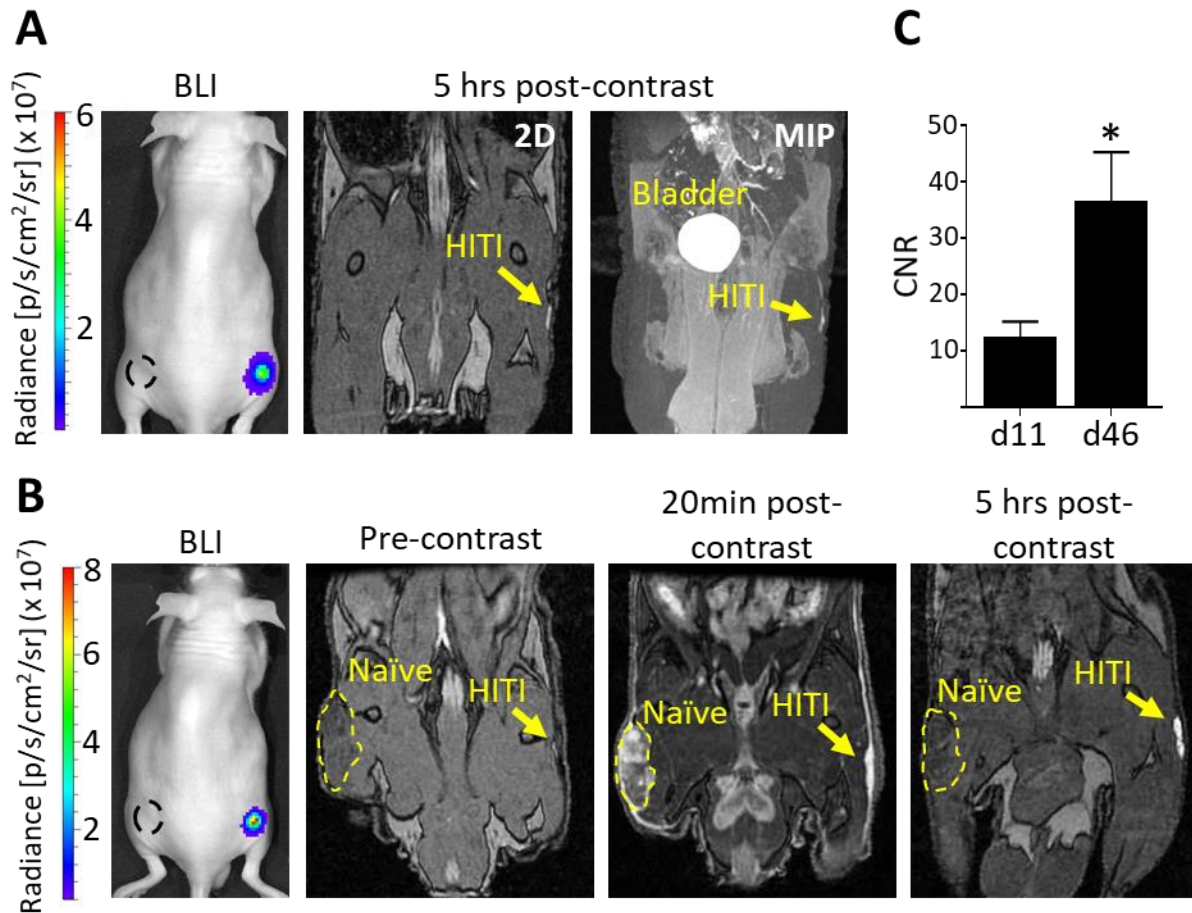 A
C
BLI
5 hrs post-contrast
Radiance [p/s/cm²/sr] (x 10⁷)
6
4
2
2D
HITI
MIP
Bladder
HITI
CNR
50
40
30
20
10
*
d11
d46
B
BLI
Pre-contrast
20min post-
contrast
5 hrs post-
contrast
Radiance [p/s/cm²/sr] (x 10⁷)
8
6
4
2
Naïve
HITI
Naïve
HITI
Naïve
HITI